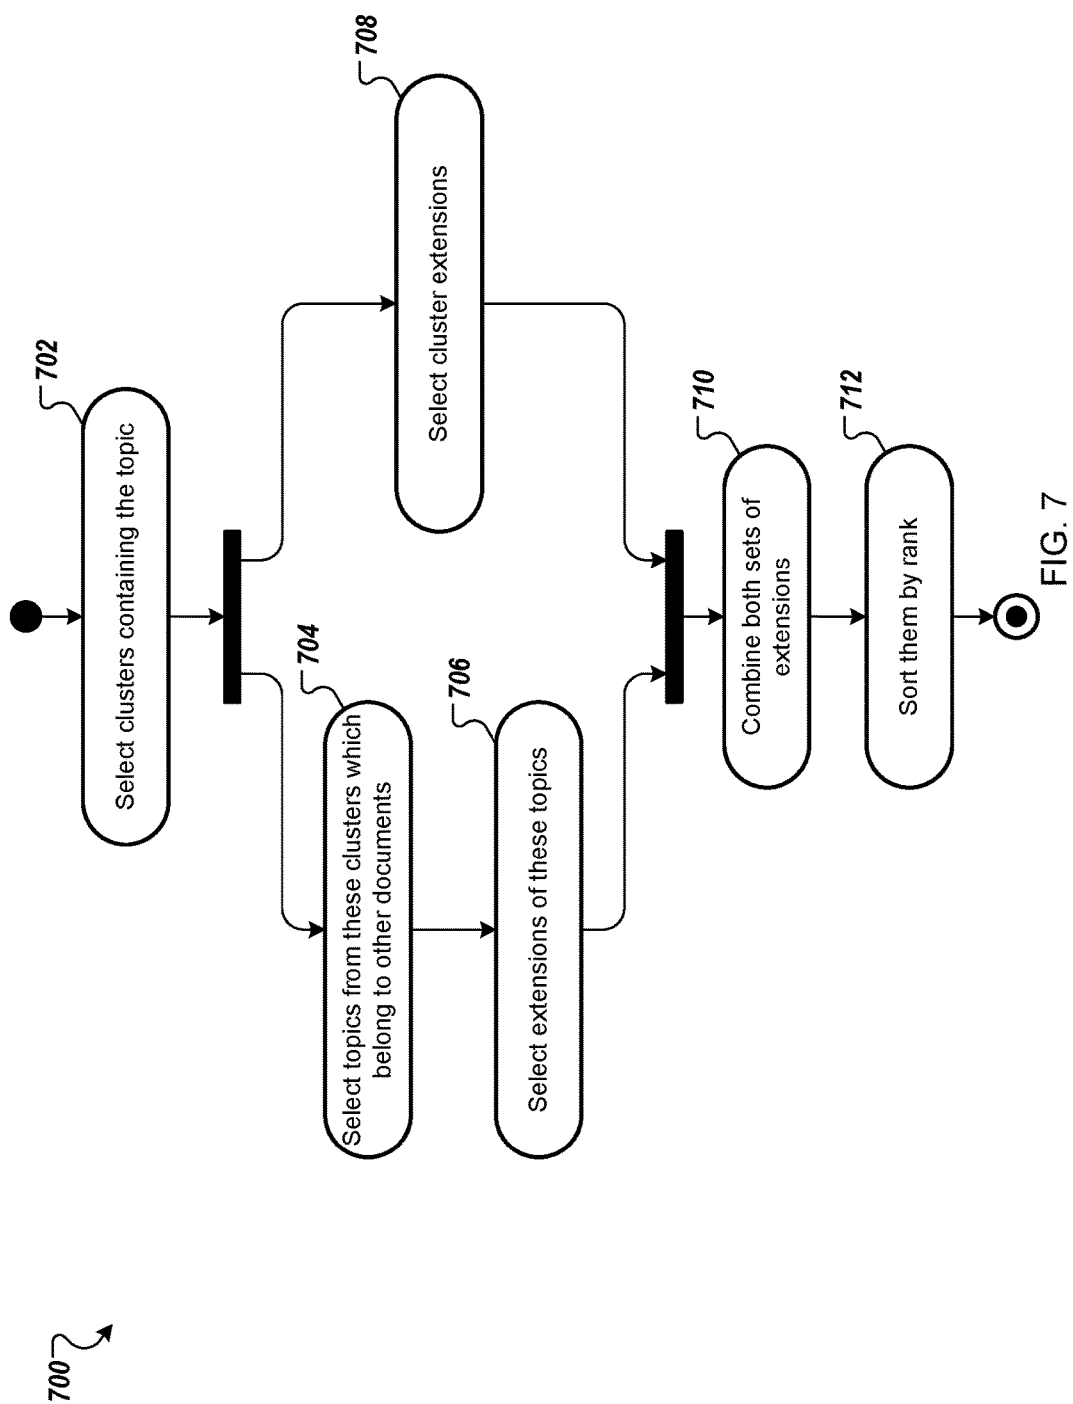 700
702
Select clusters containing the topic
704
Select topics from these clusters which
belong to other documents
706
Select extensions of these topics
708
Select cluster extensions
710
Combine both sets of
extensions
712
Sort them by rank
FIG. 7